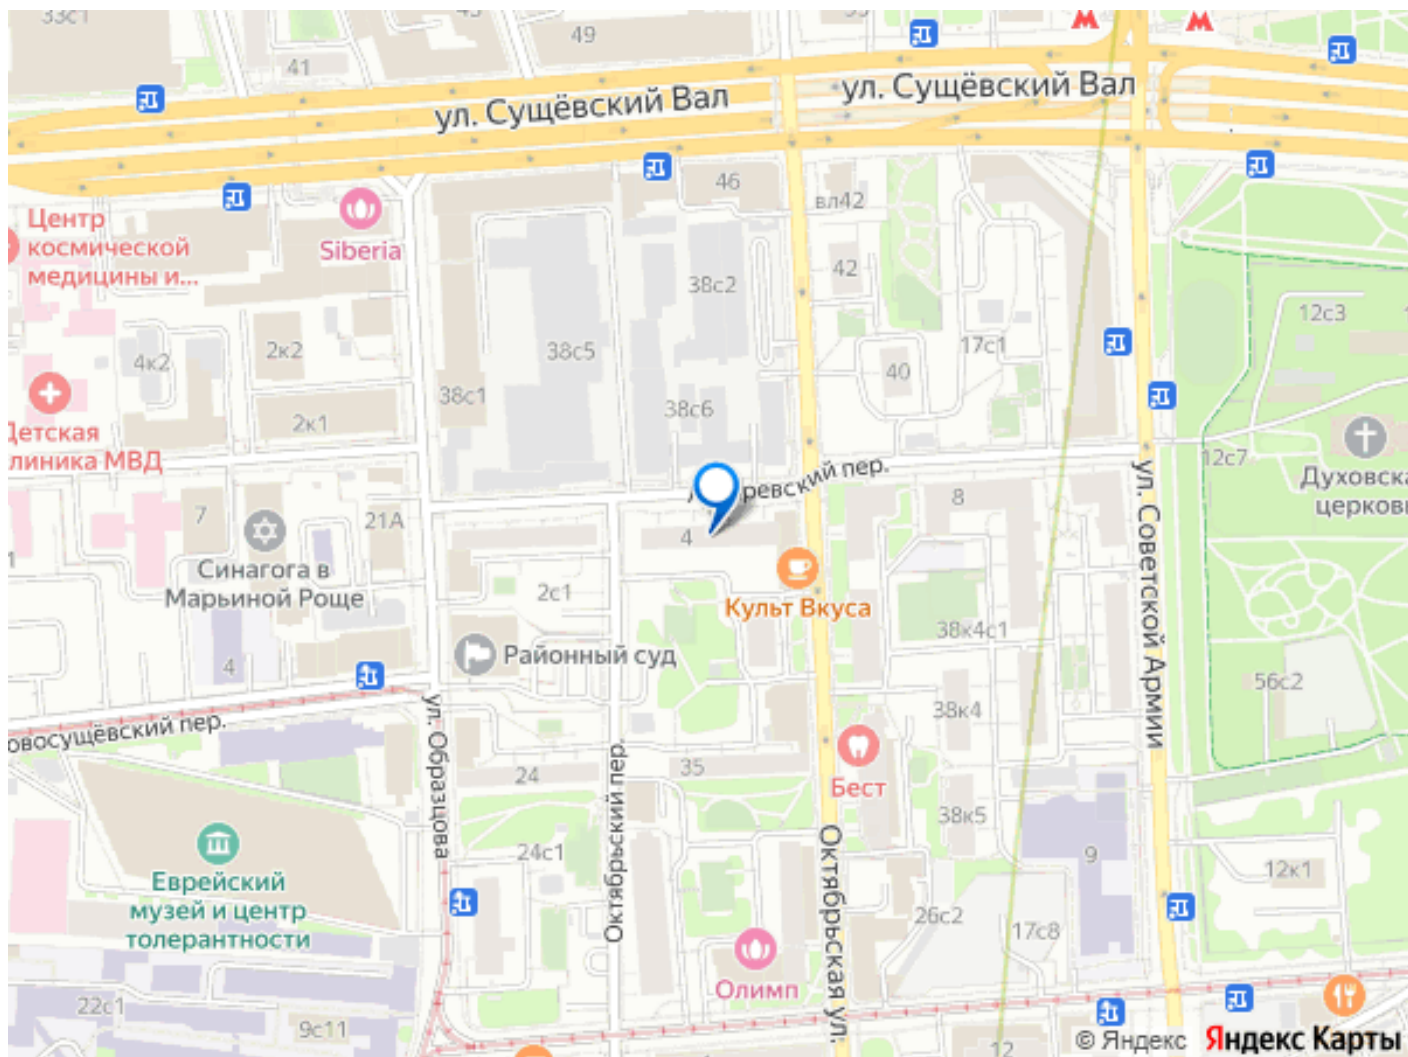 33с1
49
41
ул. Сущёвский Вал
ул. Сущёвский Вал
46
вл42
Центр
космической
медицины и...
Siberia
42
38с2
12с3
4к2
2к2
38с5
17с1
40
38с1
38с6
2к1
Детская
линика МВД
12с7
Духовска
церковь
ревский пер.
7
21А
8
4
Синагога в
Марьиной Роще
2с1
Культ Вкуса
ул. Советской Армии
38к4с1
4
Районный суд
56с2
38к4
овосущёвский пер.
ул. Образцова
24
35
Бест
Октябрьский пер.
38к5
24с1
9
12к1
Еврейский
музей и центр
толерантности
Октябрьская ул.
26с2
17с8
Олимп
22с1
9с11
12
© Яндекс Яндекс Карты